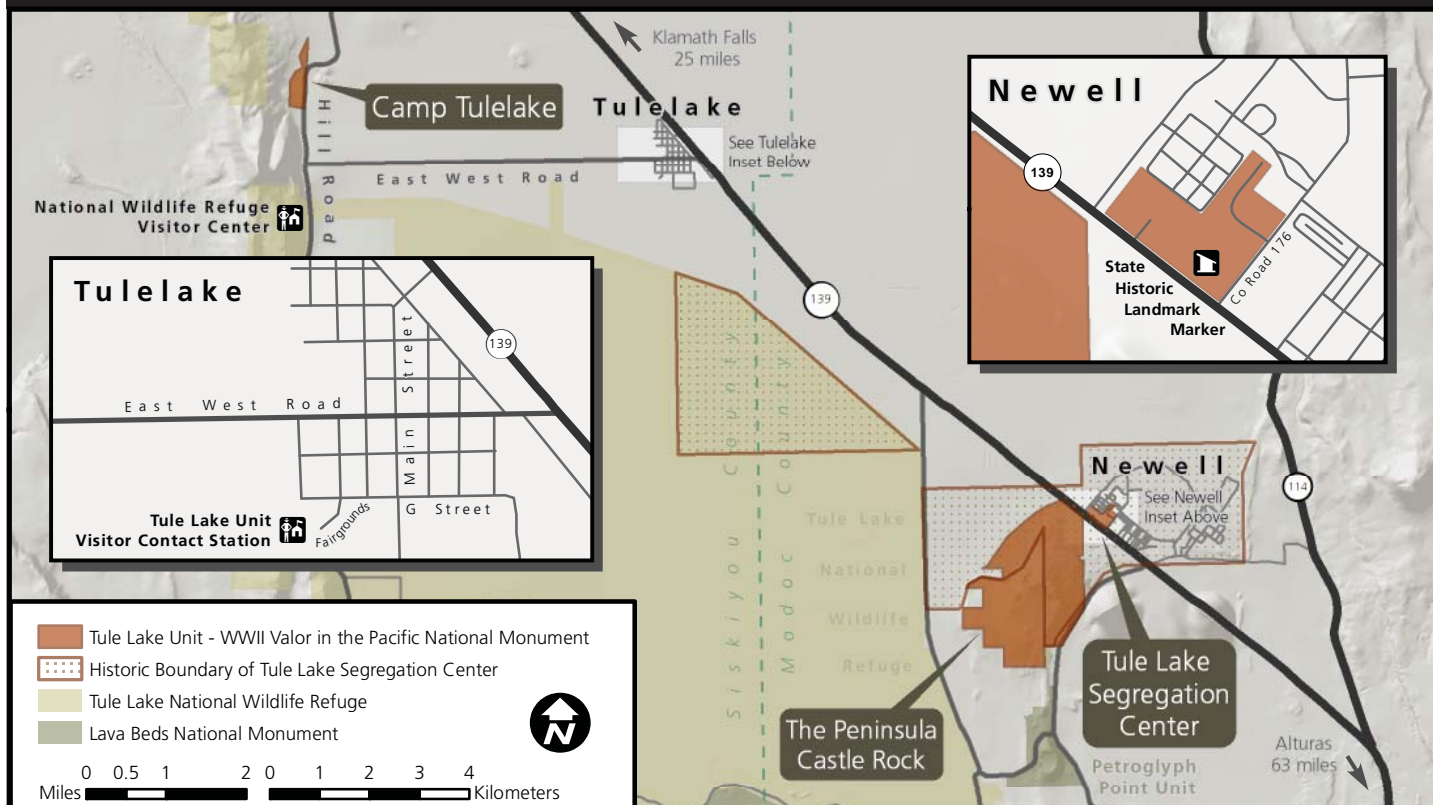 Klamath Falls
25 miles
Camp Tulelake
Tulelake
See Tulelake
Inset Below
Hill Road
East West Road
National Wildlife Refuge
Visitor Center
139
Newell
139
State
Historic
Landmark
Marker
Co Road 176
Tulelake
139
Main Street
East West Road
G Street
Fairgrounds
Tule Lake Unit
Visitor Contact Station
Siskiyou County
Modoc County
Newell
See Newell
Inset Above
114
Tule Lake
National
Wildlife
Refuge
The Peninsula
Castle Rock
Tule Lake
Segregation
Center
Petroglyph
Point Unit
Alturas
63 miles
Tule Lake Unit - WWII Valor in the Pacific National Monument
Historic Boundary of Tule Lake Segregation Center
Tule Lake National Wildlife Refuge
Lava Beds National Monument
N
0 0.5 1 2 0 1 2 3 4
Miles Kilometers